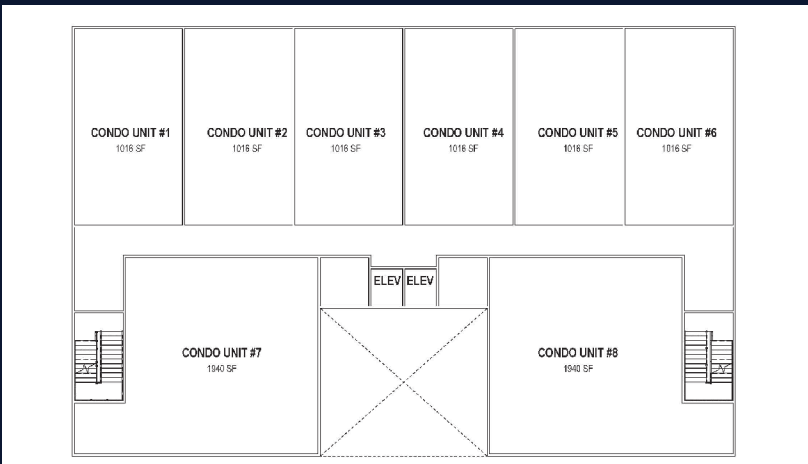 CONDO UNIT #1
1016 SF
CONDO UNIT #2
1016 SF
CONDO UNIT #3
1016 SF
CONDO UNIT #4
1016 SF
CONDO UNIT #5
1016 SF
CONDO UNIT #6
1016 SF
ELEV
ELEV
CONDO UNIT #7
1940 SF
CONDO UNIT #8
1940 SF